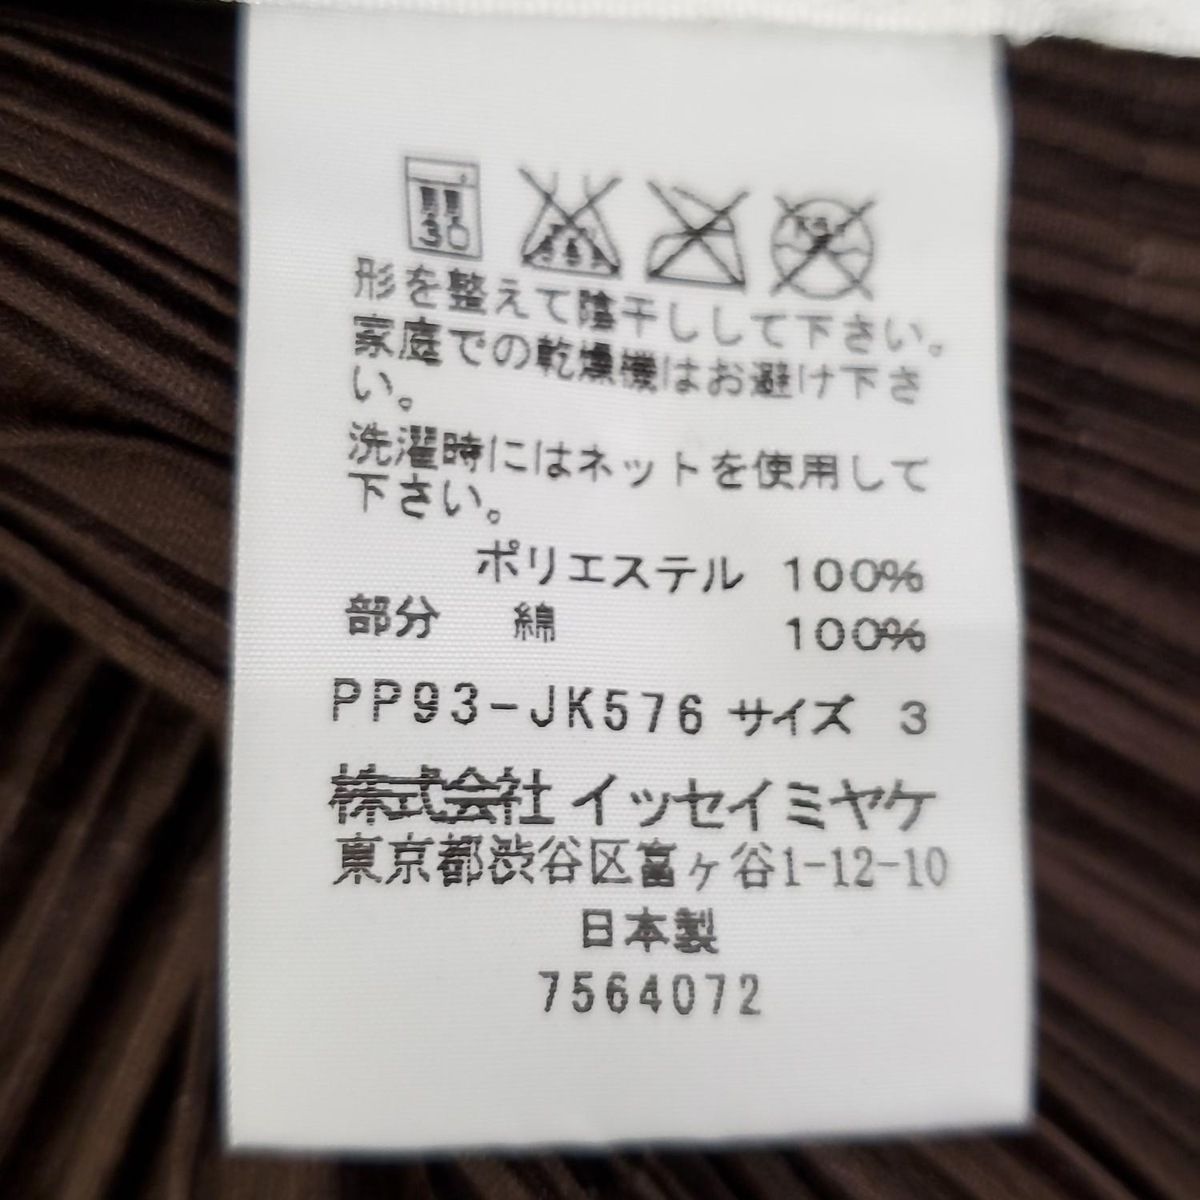 弱
30
形を整えて陰干しして下さい。
家庭での乾燥機はお避け下さ
い。
洗濯時にはネットを使用して
下さい。
ポリエステル 100%
部分 綿 100%
PP93-JK576 サイズ 3
株式会社 イッセイミヤケ
東京都渋谷区富ヶ谷1-12-10
日本製
7564072